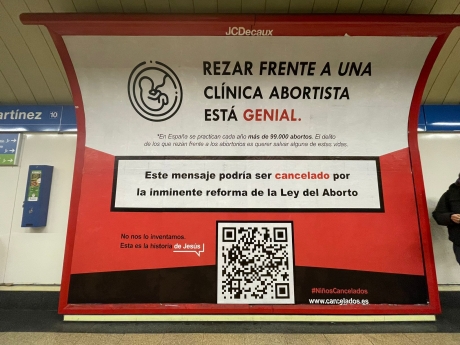 JCDecaux
REZAR FRENTE A UNA
CLÍNICA ABORTISTA
ESTÁ GENIAL.
*En España se practican cada año más de 99.000 abortos. El delito
de los que rezan frente a los abortorios es querer salvar alguna de estas vidas.
Este mensaje podría ser cancelado por
la inminente reforma de la Ley del Aborto
No nos lo inventamos.
Esta es la historia de Jesús
#NiñosCancelados
www.cancelados.es
artínez 10